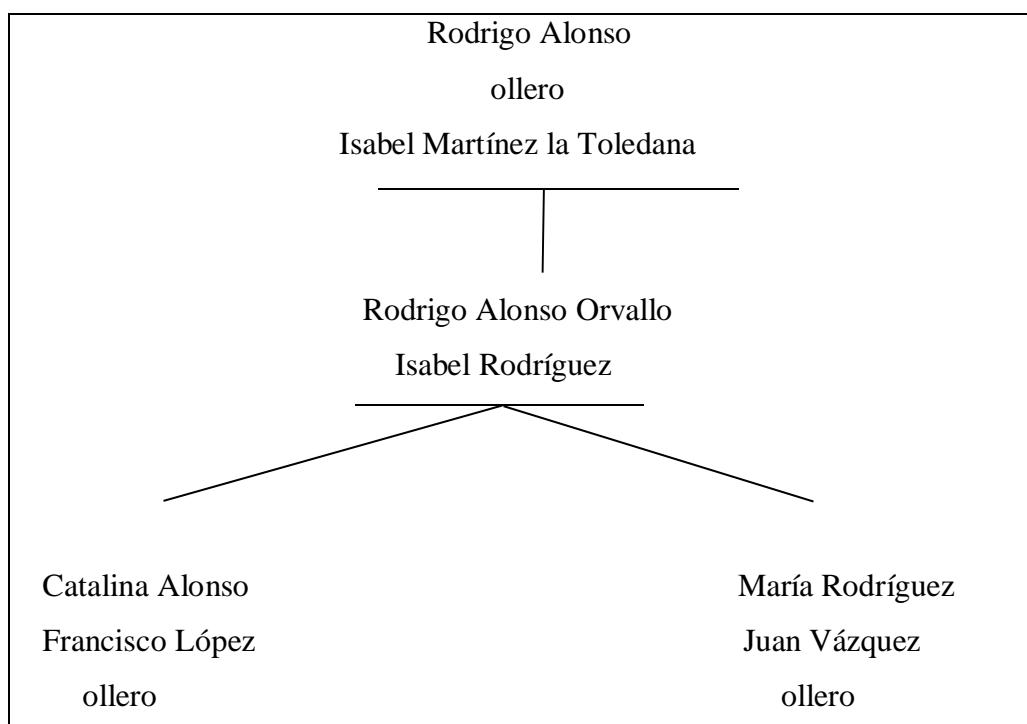 Rodrigo Alonso
ollero
Isabel Martínez la Toledana
Rodrigo Alonso Orvallo
Isabel Rodríguez
Catalina Alonso
Francisco López
ollero
María Rodríguez
Juan Vázquez
ollero